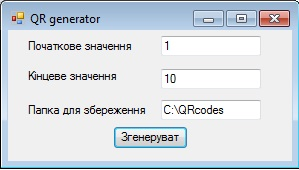 QR generator
Початкове значення 1
Кінцеве значення 10
Папка для збереження C:\QRcodes
Згенеруват